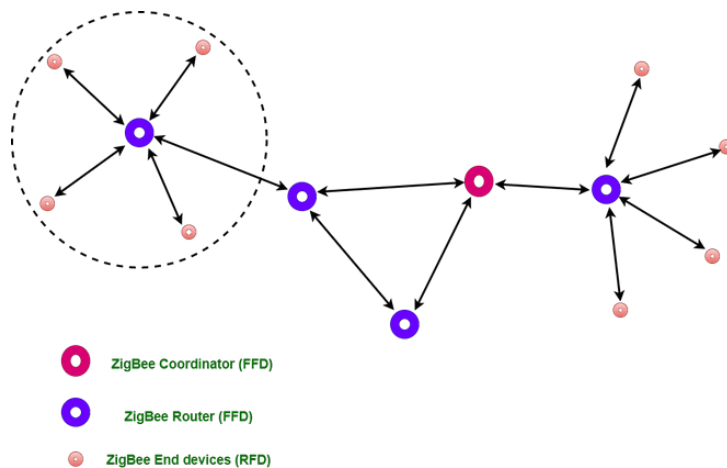 ZigBee Coordinator (FFD)
ZigBee Router (FFD)
ZigBee End devices (RFD)